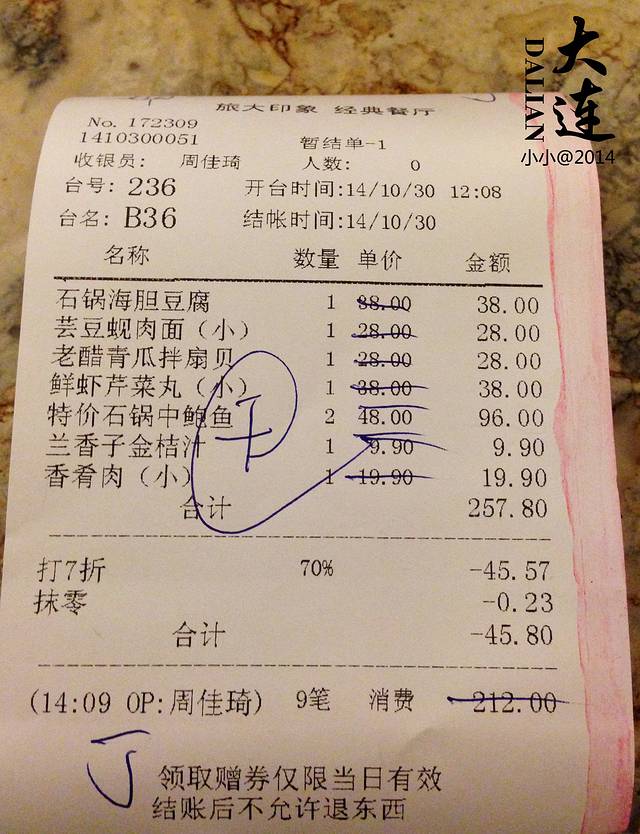 大连
DALIAN
小小@2014
旅大印象 经典餐厅
No. 172309
1410300051 暂结单-1
收银员: 周佳琦 人数: 0
台号: 236 开台时间:14/10/30 12:08
台名: B36 结帐时间:14/10/30
名称 数量 单价 金额
石锅海胆豆腐 1 38.00 38.00
芸豆蚬肉面（小） 1 28.00 28.00
老醋青瓜拌扇贝 1 28.00 28.00
鲜虾芹菜丸（小） 1 38.00 38.00
特价石锅中鲍鱼 2 48.00 96.00
兰香子金桔汁 1 9.90 9.90
香肴肉（小） 1 19.90 19.90
合计 257.80
打7折 70% -45.57
抹零 -0.23
合计 -45.80
(14:09 OP:周佳琦) 9笔 消费 212.00
领取赠券仅限当日有效
结账后不允许退东西